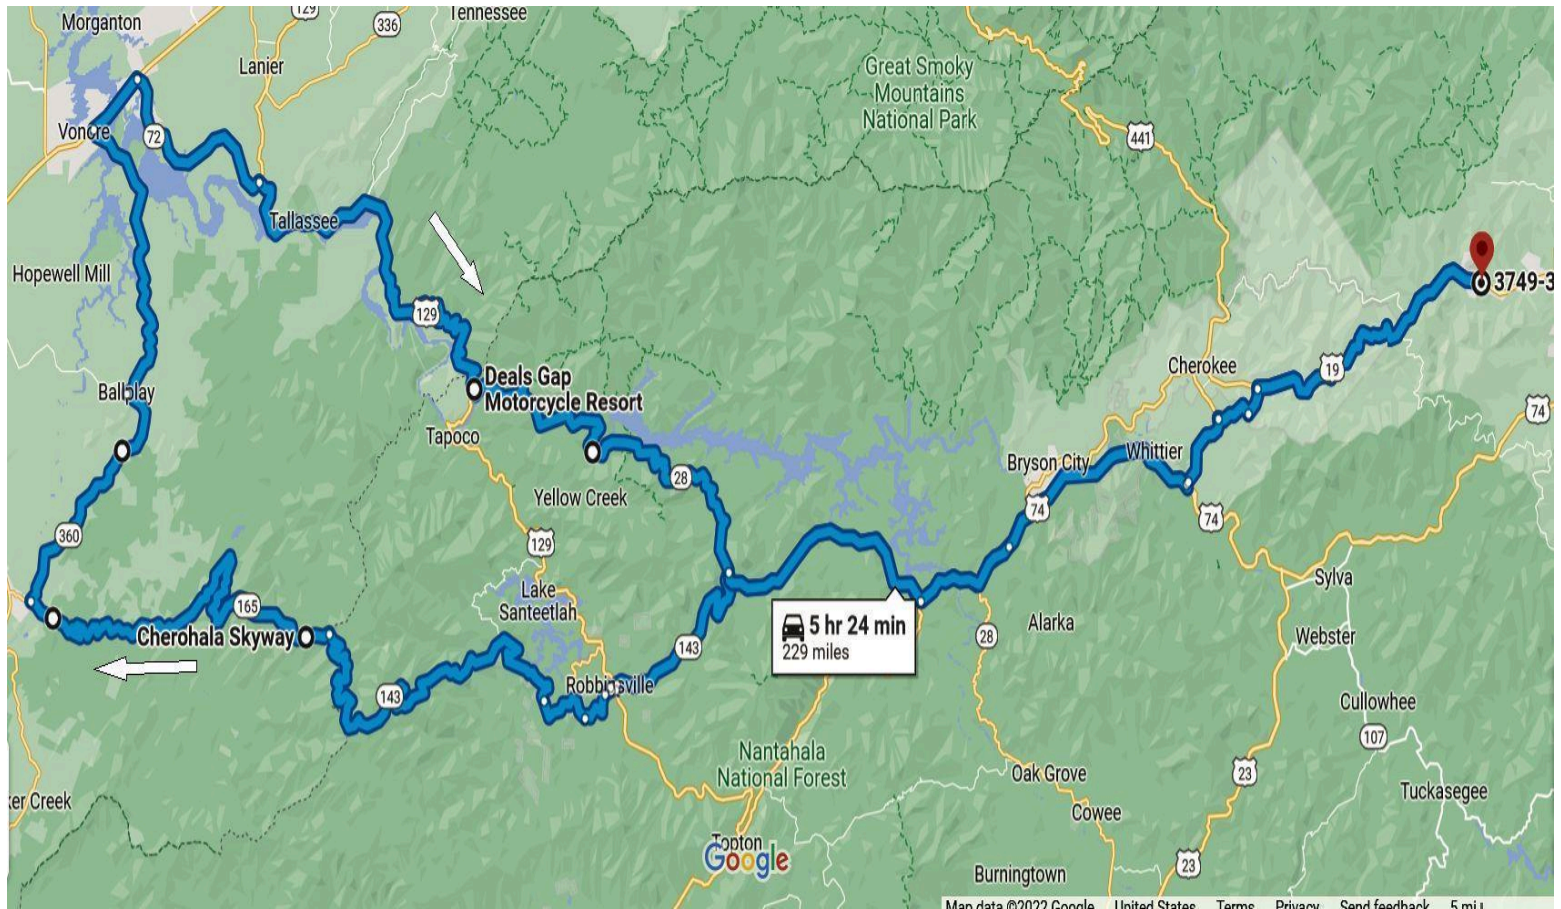 Morganton
129
336
Tennessee
Lanier
Great Smoky
Mountains
National Park
Vonore
72
441
Tallassee
Hopewell Mill
3749-3
129
Cherokee
19
Deals Gap
Motorcycle Resort
Ballplay
74
Tapoco
Whittier
Bryson City
28
Yellow Creek
74
74
360
129
Lake
Santeetlah
Sylva
165
5 hr 24 min
229 miles
Alarka
28
Webster
Cherohala Skyway
143
Robbinsville
143
Cullowhee
107
Nantahala
National Forest
Oak Grove
23
Tuckasegee
ker Creek
Cowee
Topton
Google
23
Burningtown
Map data ©2022 Google United States Terms Privacy Send feedback 5 mi